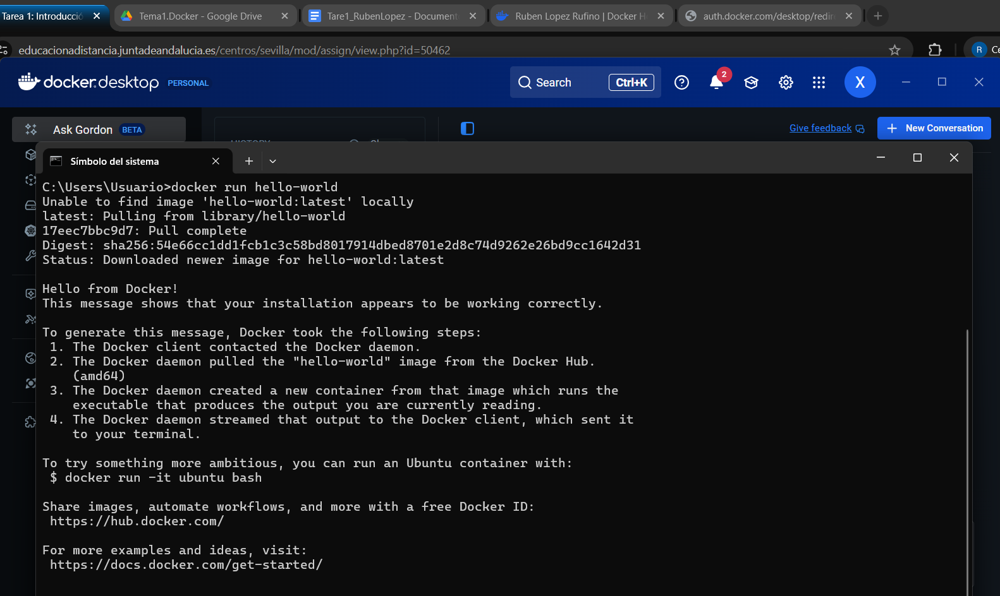 Tarea 1: Introducció
Tema1.Docker - Google Drive
Tare1_RubenLopez - Document
Ruben Lopez Rufino | Docker H
auth.docker.com/desktop/redir
educacionadistancia.juntadeandalucia.es/centros/sevilla/mod/assign/view.php?id=50462
R
Ce
docker.desktop PERSONAL
Search
Ctrl+K
2
X
Ask Gordon BETA
HISTORY
Give feedback
New Conversation
Símbolo del sistema
C:\Users\Usuario>docker run hello-world
Unable to find image 'hello-world:latest' locally
latest: Pulling from library/hello-world
17eec7bbc9d7: Pull complete
Digest: sha256:54e66cc1dd1fcb1c3c58bd8017914dbed8701e2d8c74d9262e26bd9cc1642d31
Status: Downloaded newer image for hello-world:latest
Hello from Docker!
This message shows that your installation appears to be working correctly.
To generate this message, Docker took the following steps:
1. The Docker client contacted the Docker daemon.
2. The Docker daemon pulled the "hello-world" image from the Docker Hub.
(amd64)
3. The Docker daemon created a new container from that image which runs the
executable that produces the output you are currently reading.
4. The Docker daemon streamed that output to the Docker client, which sent it
to your terminal.
To try something more ambitious, you can run an Ubuntu container with:
$ docker run -it ubuntu bash
Share images, automate workflows, and more with a free Docker ID:
https://hub.docker.com/
For more examples and ideas, visit:
https://docs.docker.com/get-started/